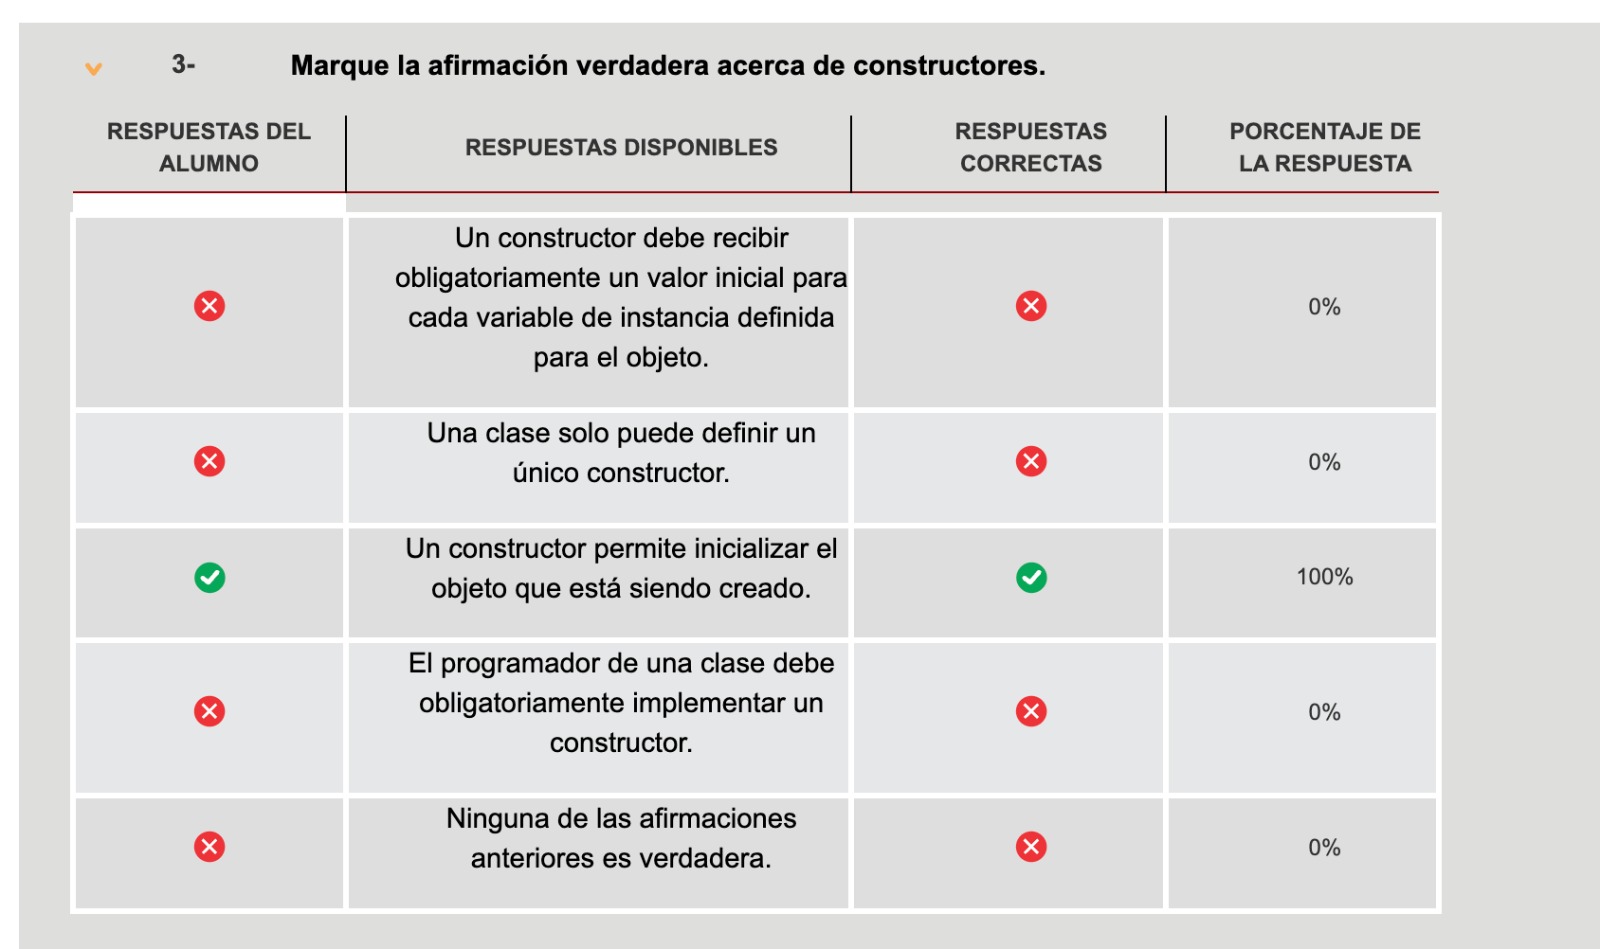 3-
Marque la afirmación verdadera acerca de constructores.
RESPUESTAS DEL
ALUMNO
RESPUESTAS DISPONIBLES
RESPUESTAS
CORRECTAS
PORCENTAJE DE
LA RESPUESTA
Un constructor debe recibir
obligatoriamente un valor inicial para
cada variable de instancia definida
para el objeto.
0%
Una clase solo puede definir un
único constructor.
0%
Un constructor permite inicializar el
objeto que está siendo creado.
100%
El programador de una clase debe
obligatoriamente implementar un
constructor.
0%
Ninguna de las afirmaciones
anteriores es verdadera.
0%